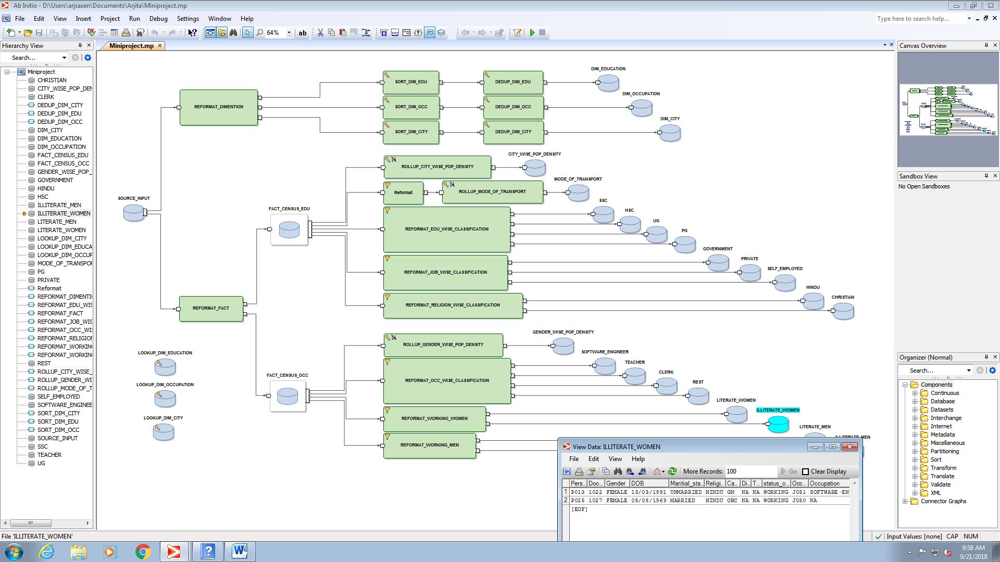 Ab Initio - D:\Users\arjsaxen\Documents\Arjita\Miniproject.mp
File Edit View Insert Project Run Debug Settings Window Help
Type here to search help...
64%
ab
Hierarchy View
Search...
Miniproject
CHRISTIAN
CITY_WISE_POP_DEN
CLERK
DEDUP_DIM_CITY
DEDUP_DIM_EDU
DEDUP_DIM_OCC
DIM_CITY
DIM_EDUCATION
DIM_OCCUPATION
FACT_CENSUS_EDU
FACT_CENSUS_OCC
GENDER_WISE_POP_
GOVERNMENT
HINDU
HSC
ILLITERATE_MEN
ILLITERATE_WOMEN
LITERATE_MEN
LITERATE_WOMEN
LOOKUP_DIM_CITY
LOOKUP_DIM_EDUCA
LOOKUP_DIM_OCCUP
MODE_OF_TRANSPOR
PG
PRIVATE
Reformat
REFORMAT_DIMENTI
REFORMAT_EDU_WIS
REFORMAT_FACT
REFORMAT_JOB_WIS
REFORMAT_OCC_WIS
REFORMAT_RELIGION
REFORMAT_WORKING
REFORMAT_WORKING
REST
ROLLUP_CITY_WISE_
ROLLUP_GENDER_WI
ROLLUP_MODE_OF_T
SELF_EMPLOYED
SOFTWARE_ENGINEE
SORT_DIM_CITY
SORT_DIM_EDU
SORT_DIM_OCC
SOURCE_INPUT
SSC
TEACHER
UG
Miniproject.mp
DIM_EDUCATION
SORT_DIM_EDU
DEDUP_DIM_EDU
DIM_OCCUPATION
REFORMAT_DIMENTION
SORT_DIM_OCC
DEDUP_DIM_OCC
DIM_CITY
SORT_DIM_CITY
DEDUP_DIM_CITY
CITY_WISE_POP_DENSITY
ROLLUP_CITY_WISE_POP_DENSITY
MODE_OF_TRANSPORT
Reformat
ROLLUP_MODE_OF_TRANSPORT
SOURCE_INPUT
SSC
FACT_CENSUS_EDU
HSC
UG
REFORMAT_EDU_WISE_CLASSIFICATION
PG
GOVERNMENT
PRIVATE
SELF_EMPLOYED
REFORMAT_JOB_WISE_CLASSIFICATION
HINDU
CHRISTIAN
REFORMAT_RELIGION_WISE_CLASSIFICATION
REFORMAT_FACT
GENDER_WISE_POP_DENSITY
ROLLUP_GENDER_WISE_POP_DENSITY
SOFTWARE_ENGINEER
LOOKUP_DIM_EDUCATION
TEACHER
CLERK
FACT_CENSUS_OCC
REFORMAT_OCC_WISE_CLASSIFICATION
REST
LOOKUP_DIM_OCCUPATION
LITERATE_WOMEN
ILLITERATE_WOMEN
LOOKUP_DIM_CITY
REFORMAT_WORKING_WOMEN
LITERATE_MEN
ILLITERATE_MEN
REFORMAT_WORKING_MEN
View Data: ILLITERATE_WOMEN
File Edit View Help
More Records: 100 Go Clear Display
Pers... Doo... Gender DOB Maritial_sta... Religi... Ca... Di... T... status_o... Occ... Occupation
1 P013 1022 FEMALE 13/03/1991 UNMARRIED HINDU GM NA NA WORKING J051 SOFTWARE·EN
2 P025 1027 FEMALE 08/08/1969 MARRIED HINDU OBC NA NA WORKING J050 NA
[EOF]
Canvas Overview
Sandbox View
No Open Sandboxes
Organizer (Normal)
Search...
Components
Continuous
Database
Datasets
Interchange
Internet
Metadata
Miscellaneous
Partitioning
Sort
Transform
Translate
Validate
XML
Connector Graphs
File 'ILLITERATE_WOMEN'
Input Values: [none] CAP NUM
9:58 AM
9/21/2018